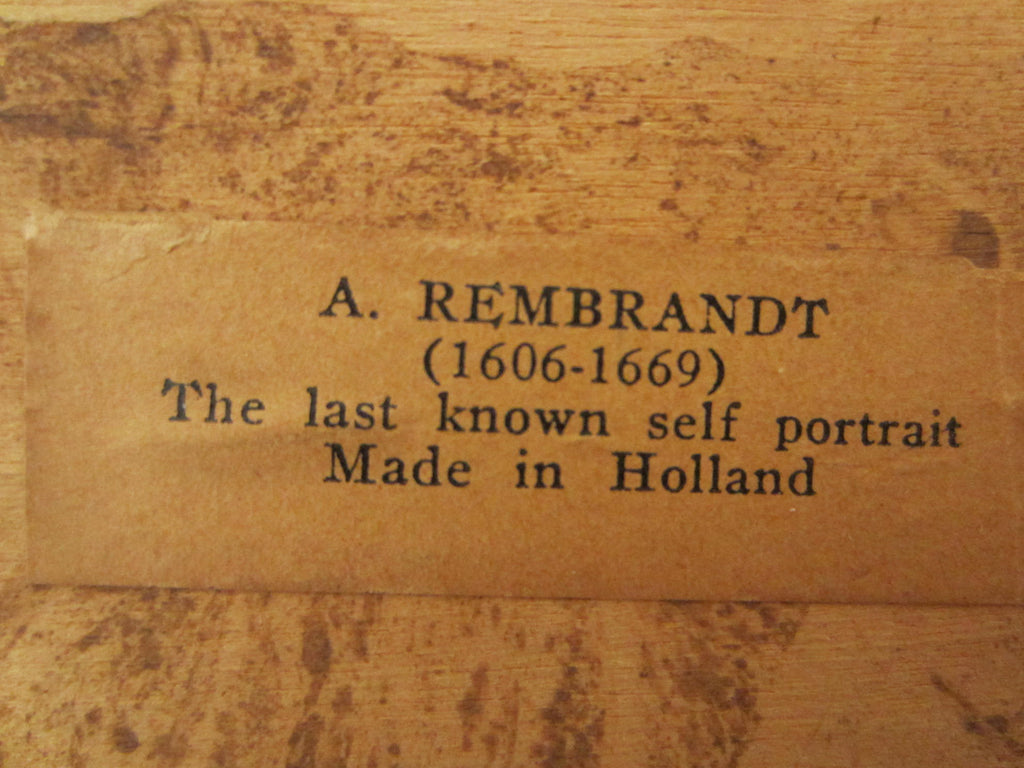 A. REMBRANDT
(1606-1669)
The last known self portrait
Made in Holland